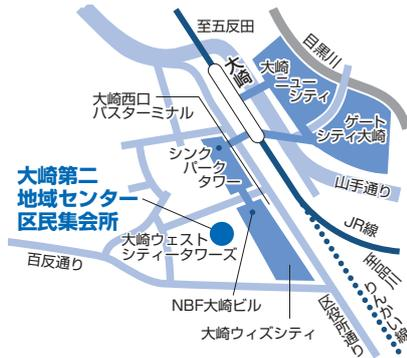 至五反田
目黒川
大崎
大崎
ニュー
シティ
大崎西口
バスターミナル
ゲート
シティ大崎
シンク
パーク
タワー
山手通り
大崎第二
地域センター
区民集会所
大崎ウェスト
シティータワーズ
JR線
百反通り
至品川
りんかい線
NBF大崎ビル
区役所通り
大崎ウィズシティ